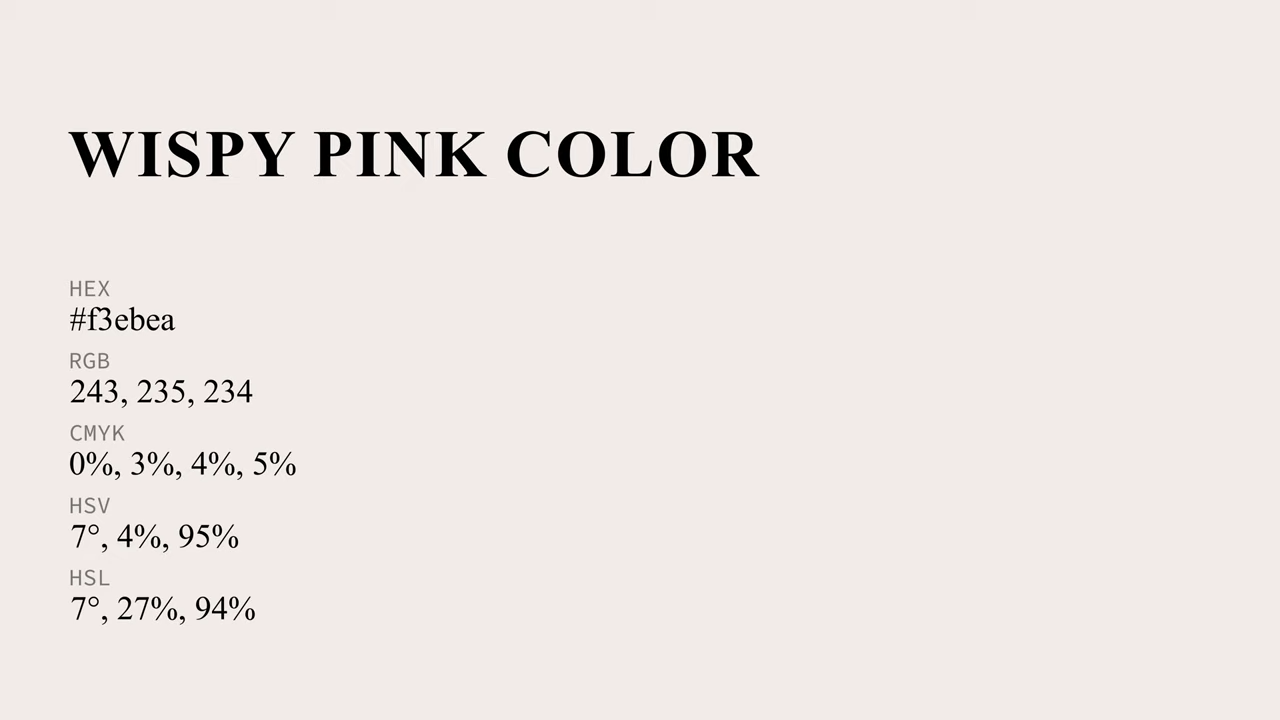 WISPY PINK COLOR
HEX
#f3ebea
RGB
243, 235, 234
CMYK
0%, 3%, 4%, 5%
HSV
7°, 4%, 95%
HSL
7°, 27%, 94%